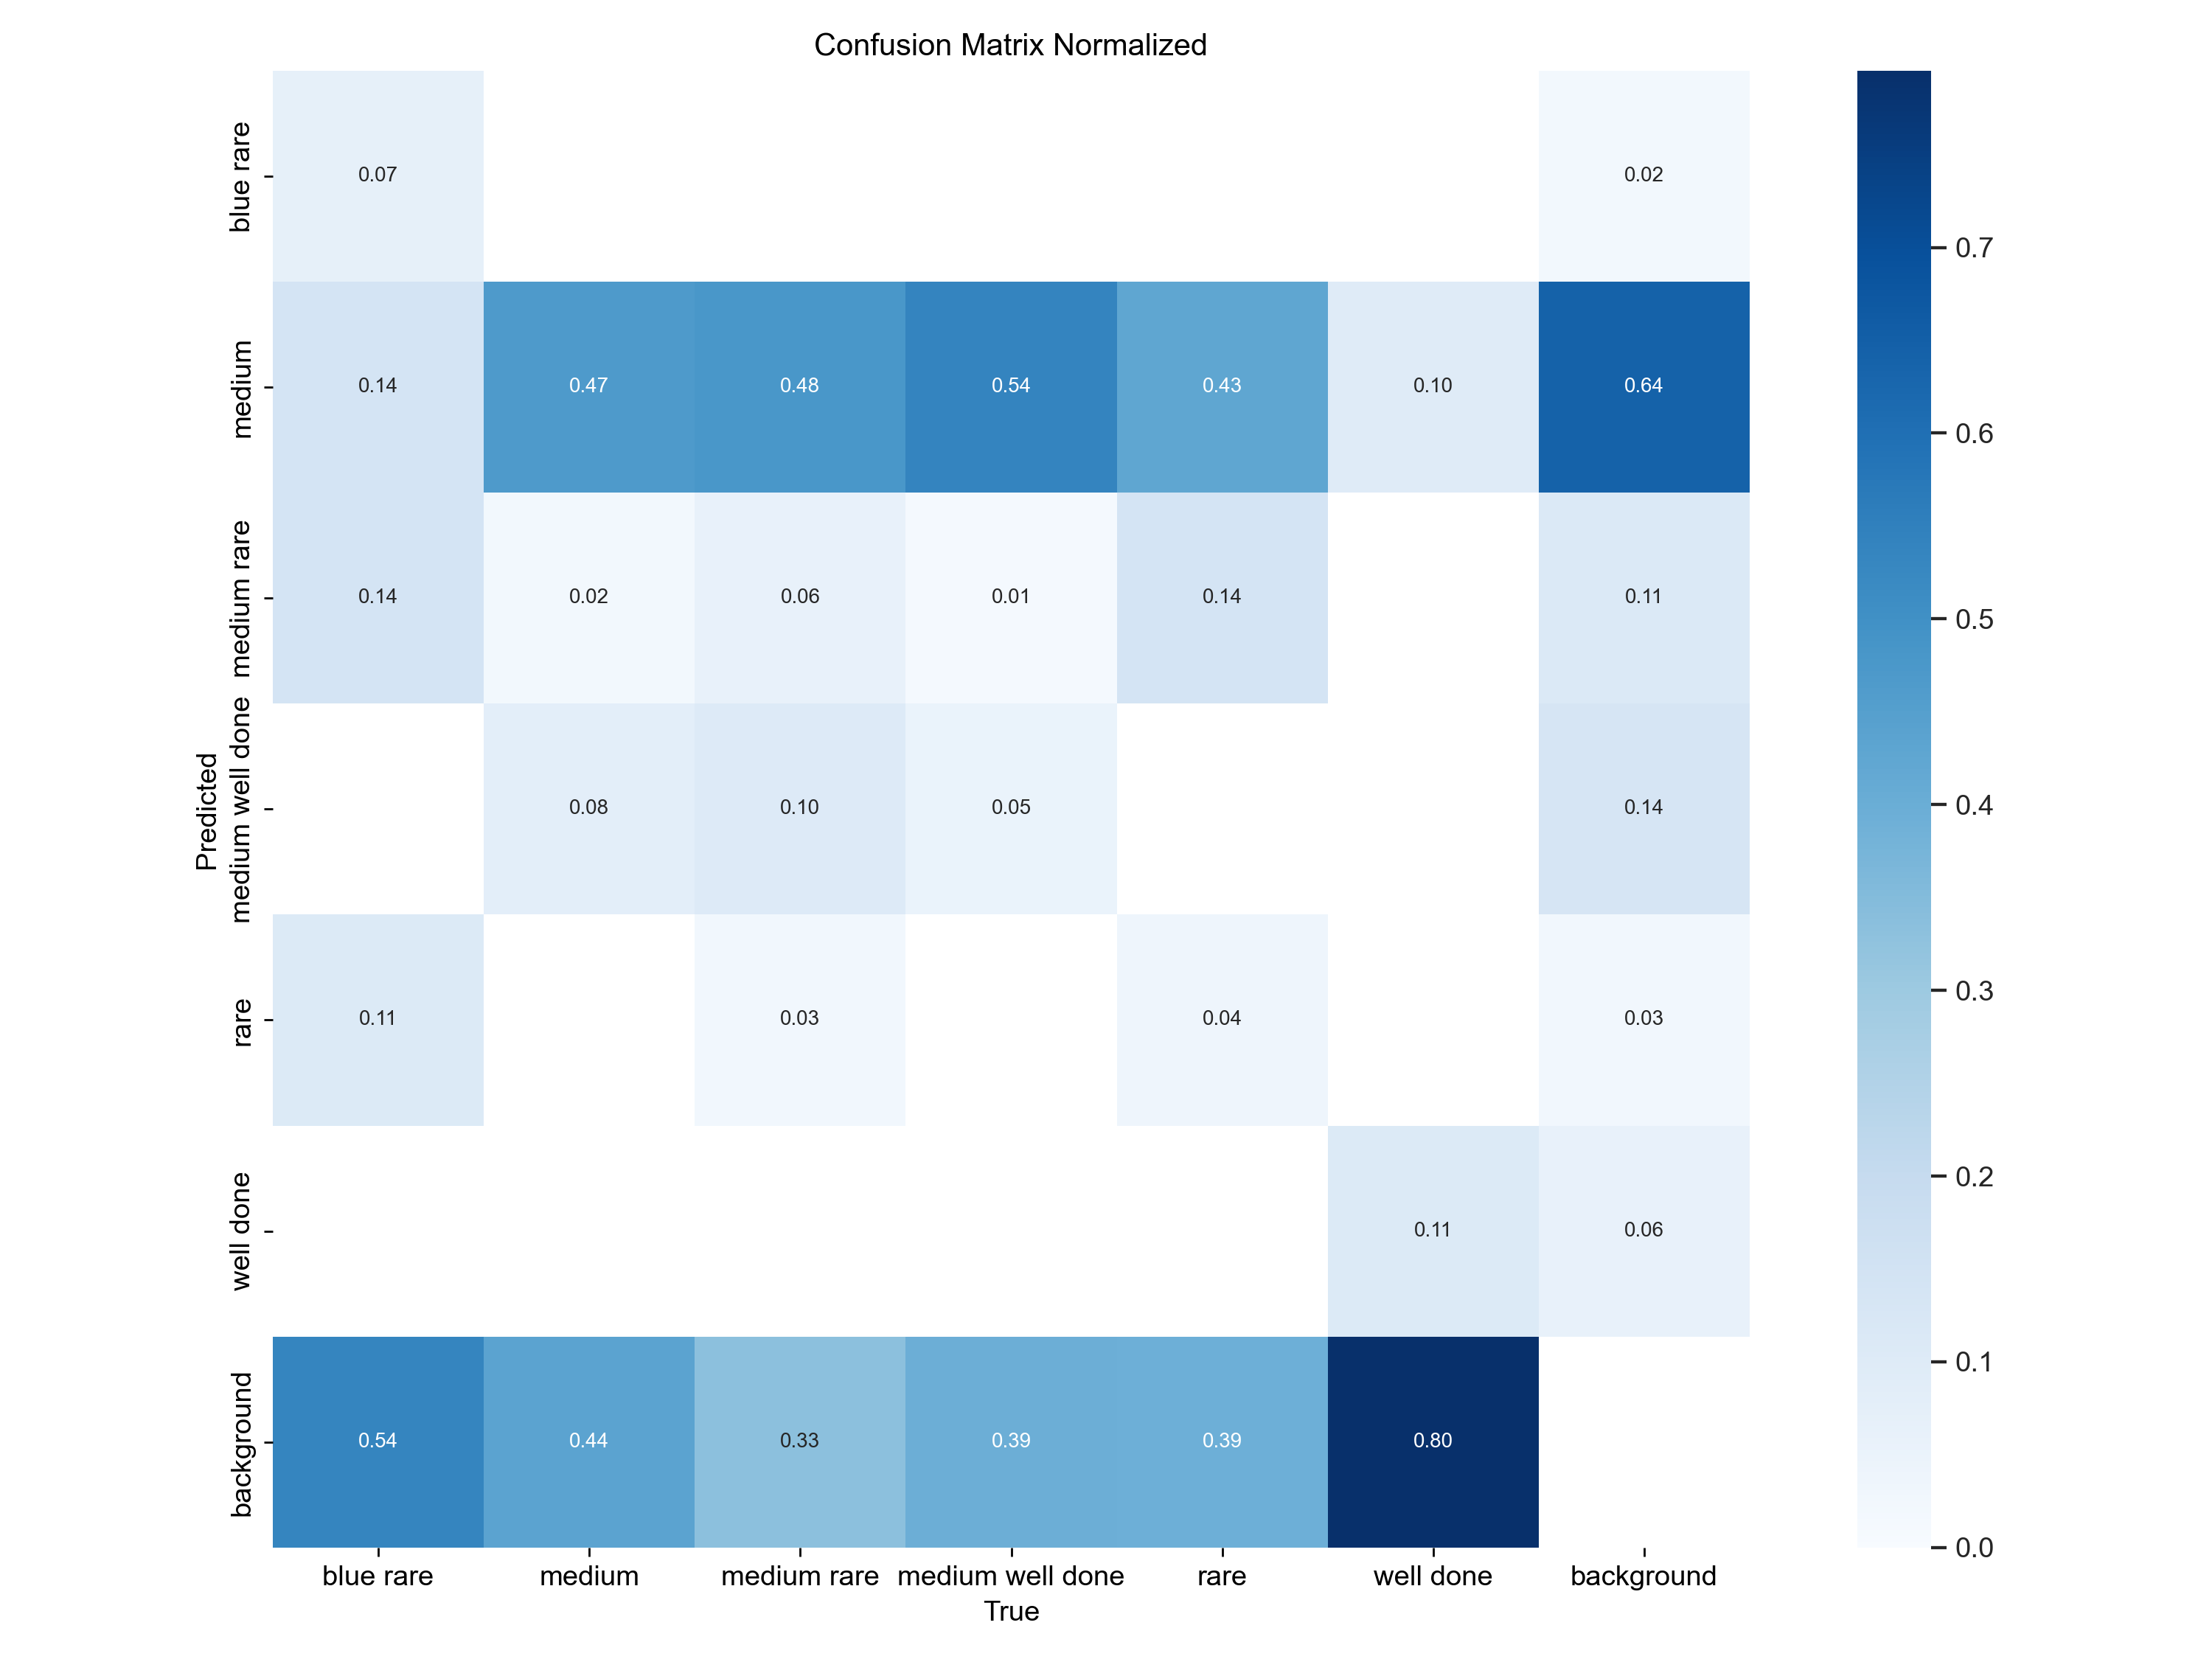 Confusion Matrix Normalized
blue rare
0.07
0.02
medium
0.14 0.47 0.48 0.54 0.43 0.10 0.64
medium rare
0.14 0.02 0.06 0.01 0.14 0.11
medium well done
0.08 0.10 0.05 0.14
rare
0.11 0.03 0.04 0.03
well done
0.11 0.06
background
0.54 0.44 0.33 0.39 0.39 0.80
Predicted
blue rare medium medium rare medium well done rare well done background
True
0.7
0.6
0.5
0.4
0.3
0.2
0.1
0.0